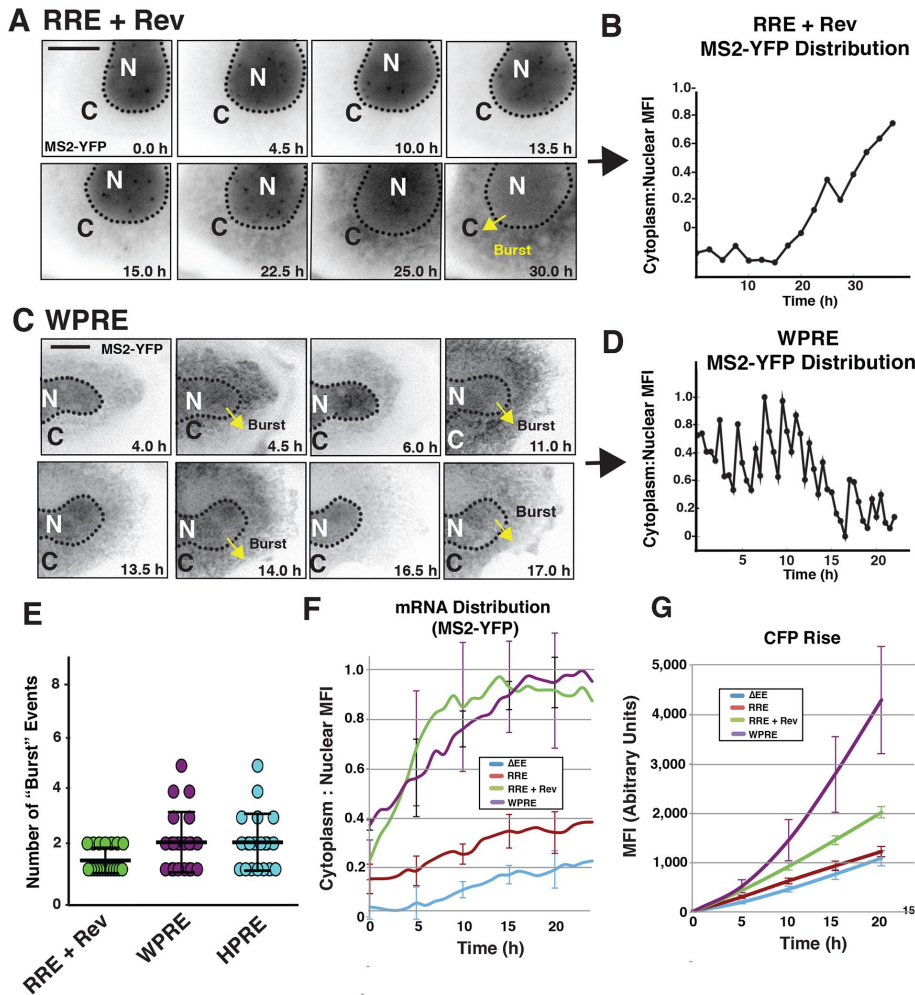 A RRE + Rev
N
C
MS2-YFP
0.0 h
N
C
4.5 h
N
C
10.0 h
N
C
13.5 h
N
C
15.0 h
N
C
22.5 h
N
C
25.0 h
N
C
Burst
30.0 h
B RRE + Rev
MS2-YFP Distribution
Cytoplasm:Nuclear MFI
1.0
0.8
0.6
0.4
0.2
0
10 20 30
Time (h)
C WPRE
MS2-YFP
N
C
4.0 h
N
C
Burst
4.5 h
N
C
6.0 h
N
C
Burst
11.0 h
N
C
13.5 h
N
C
Burst
14.0 h
N
C
16.5 h
N
C
Burst
17.0 h
D WPRE
MS2-YFP Distribution
Cytoplasm:Nuclear MFI
1.0
0.8
0.4
0.6
0.2
0
5 10 15 20
Time (h)
E
Number of “Burst” Events
8
6
4
2
0
RRE + Rev
WPRE
HPRE
F mRNA Distribution
(MS2-YFP)
Cytoplasm : Nuclear MFI
1.0
0.8
0.6
0.4
0.2
0
ΔEE
RRE
RRE + Rev
WPRE
0 5 10 15 20
Time (h)
G
CFP Rise
MFI (Abitrary Units)
5,000
4,000
3,000
2,000
1,000
0
ΔEE
RRE
RRE + Rev
WPRE
0 5 10 15 20
15
Time (h)